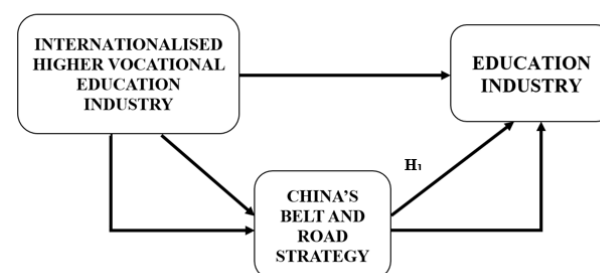 INTERNATIONALISED
HIGHER VOCATIONAL
EDUCATION
INDUSTRY
EDUCATION
INDUSTRY
H₁
CHINA'S
BELT AND
ROAD
STRATEGY